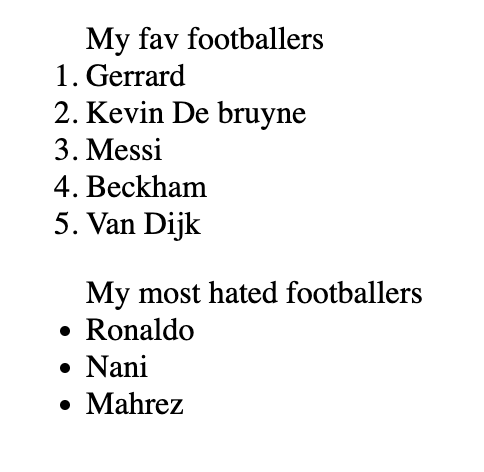 My fav footballers
1. Gerrard
2. Kevin De bruyne
3. Messi
4. Beckham
5. Van Dijk
My most hated footballers
• Ronaldo
• Nani
• Mahrez